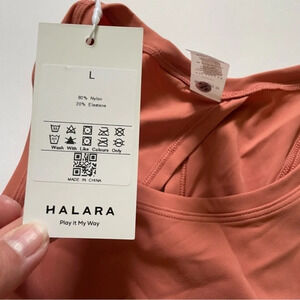 L
80% Nylon
20% Elastane
Wash With Like Colours Only
MADE IN CHINA
HALARA
Play it My Way